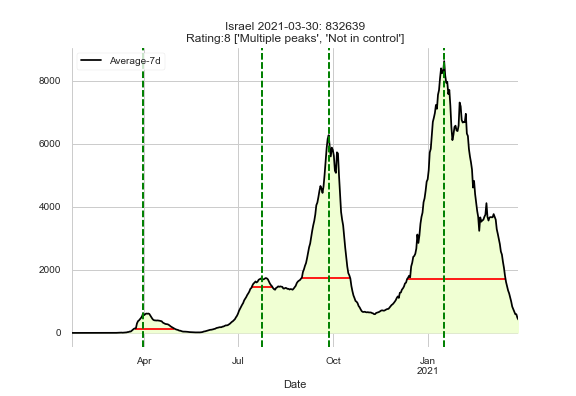 Israel 2021-03-30: 832639
Rating:8 ['Multiple peaks', 'Not in control']
Average-7d
8000
6000
4000
2000
0
Apr
Jul
Oct
Jan
2021
Date